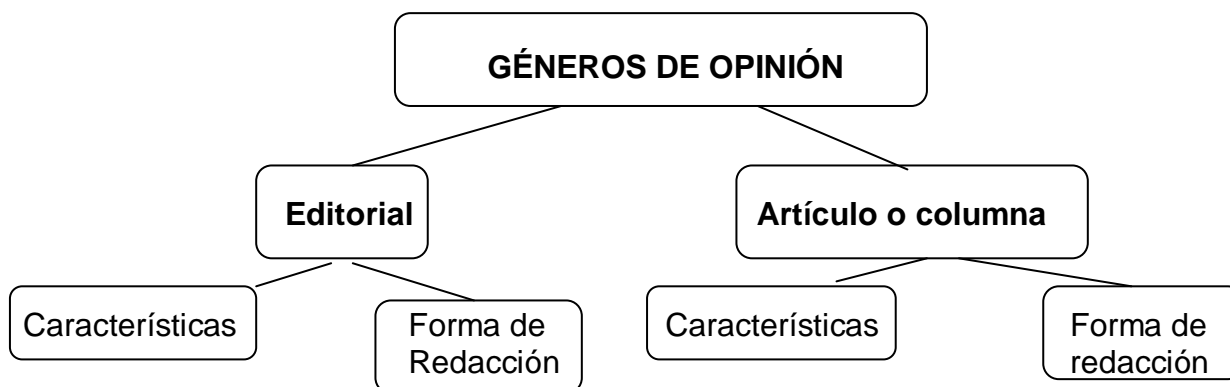 GÉNEROS DE OPINIÓN
Editorial
Artículo o columna
Características
Forma de
Redacción
Características
Forma de
redacción